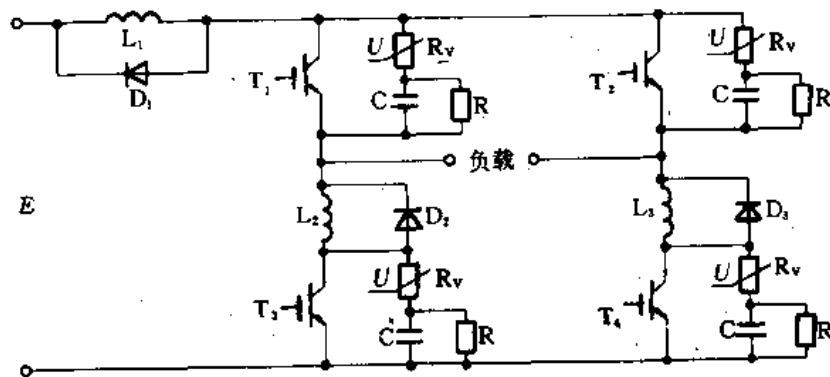 L₁
D₁
T₁
U Rᵥ
C R
T₂
U Rᵥ
C R
负载
E
L₂ D₂
L₃ D₃
T₃
U Rᵥ
C R
T₄
U Rᵥ
C R